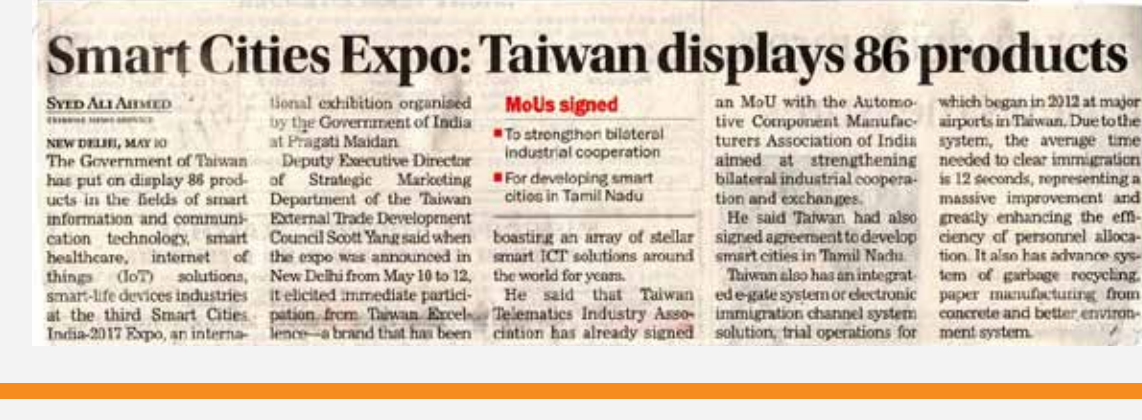 Smart Cities Expo: Taiwan displays 86 products
SYED ALI AHMED
TRIBUNE NEWS SERVICE
NEW DELHI, MAY 10
The Government of Taiwan
has put on display 86 prod-
ucts in the fields of smart
information and communi-
cation technology, smart
healthcare, internet of
things (IoT) solutions,
smart-life devices industries
at the third Smart Cities
India-2017 Expo, an interna-
tional exhibition organised
by the Government of India
at Pragati Maidan.
Deputy Executive Director
of Strategic Marketing
Department of the Taiwan
External Trade Development
Council Scott Yang said when
the expo was announced in
New Delhi from May 10 to 12,
it elicited immediate partici-
pation from Taiwan Excel-
lence—a brand that has been
MoUs signed
To strengthen bilateral
industrial cooperation
For developing smart
cities in Tamil Nadu
boasting an array of stellar
smart ICT solutions around
the world for years.
He said that Taiwan
Telematics Industry Asso-
ciation has already signed
an MoU with the Automo-
tive Component Manufac-
turers Association of India
aimed at strengthening
bilateral industrial coopera-
tion and exchanges.
He said Taiwan had also
signed agreement to develop
smart cities in Tamil Nadu.
Taiwan also has an integrat-
ed e-gate system or electronic
immigration channel system
solution, trial operations for
which began in 2012 at major
airports in Taiwan. Due to the
system, the average time
needed to clear immigration
is 12 seconds, representing a
massive improvement and
greatly enhancing the effi-
ciency of personnel alloca-
tion. It also has advance sys-
tem of garbage recycling,
paper manufacturing from
concrete and better environ-
ment system.